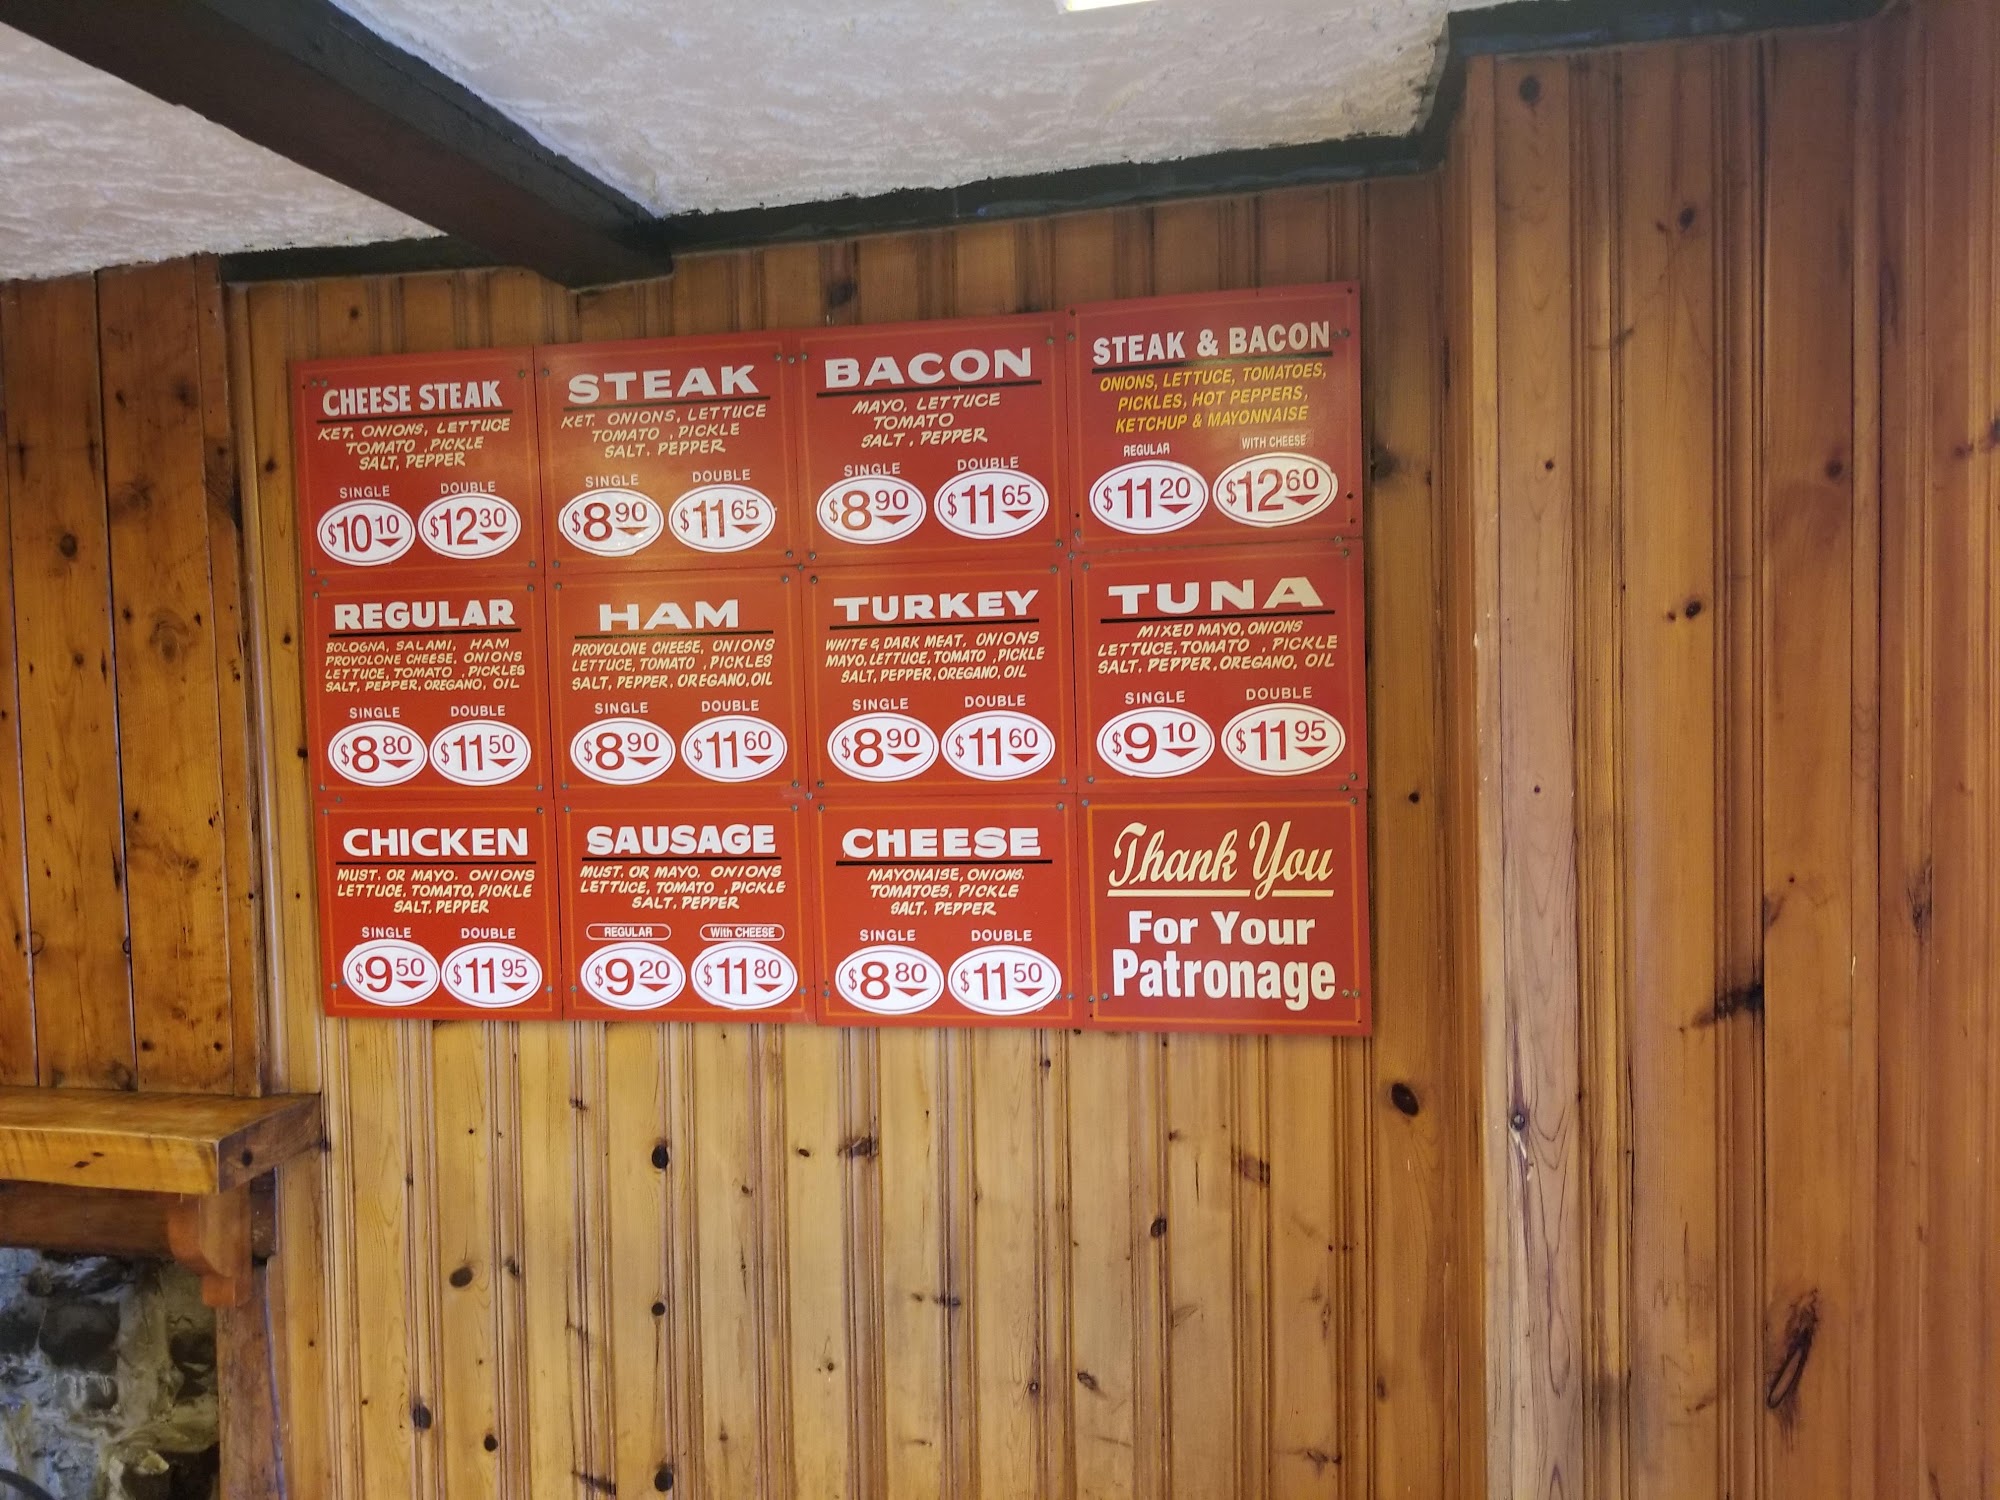 CHEESE STEAK
KET. ONIONS, LETTUCE
TOMATO , PICKLE
SALT, PEPPER
SINGLE DOUBLE
$10 10 $12 30
STEAK
KET. ONIONS, LETTUCE
TOMATO , PICKLE
SALT. PEPPER
SINGLE DOUBLE
$8 90 $11 65
BACON
MAYO, LETTUCE
TOMATO
SALT , PEPPER
SINGLE DOUBLE
$8 90 $11 65
STEAK & BACON
ONIONS, LETTUCE, TOMATOES,
PICKLES, HOT PEPPERS,
KETCHUP & MAYONNAISE
REGULAR WITH CHEESE
$11 20 $12 60
REGULAR
BOLOGNA, SALAMI, HAM
PROVOLONE CHEESE, ONIONS
LETTUCE, TOMATO , PICKLES
SALT, PEPPER, OREGANO, OIL
SINGLE DOUBLE
$8 80 $11 50
HAM
PROVOLONE CHEESE, ONIONS
LETTUCE, TOMATO , PICKLES
SALT, PEPPER, OREGANO, OIL
SINGLE DOUBLE
$8 90 $11 60
TURKEY
WHITE & DARK MEAT, ONIONS
MAYO, LETTUCE, TOMATO , PICKLE
SALT, PEPPER, OREGANO, OIL
SINGLE DOUBLE
$8 90 $11 60
TUNA
MIXED MAYO, ONIONS
LETTUCE, TOMATO , PICKLE
SALT, PEPPER, OREGANO, OIL
SINGLE DOUBLE
$9 10 $11 95
CHICKEN
MUST. OR MAYO. ONIONS
LETTUCE, TOMATO, PICKLE
SALT, PEPPER
SINGLE DOUBLE
$9 50 $11 95
SAUSAGE
MUST. OR MAYO. ONIONS
LETTUCE, TOMATO , PICKLE
SALT. PEPPER
REGULAR With CHEESE
$9 20 $11 80
CHEESE
MAYONAISE, ONIONS,
TOMATOES, PICKLE
SALT. PEPPER
SINGLE DOUBLE
$8 80 $11 50
Thank You
For Your
Patronage